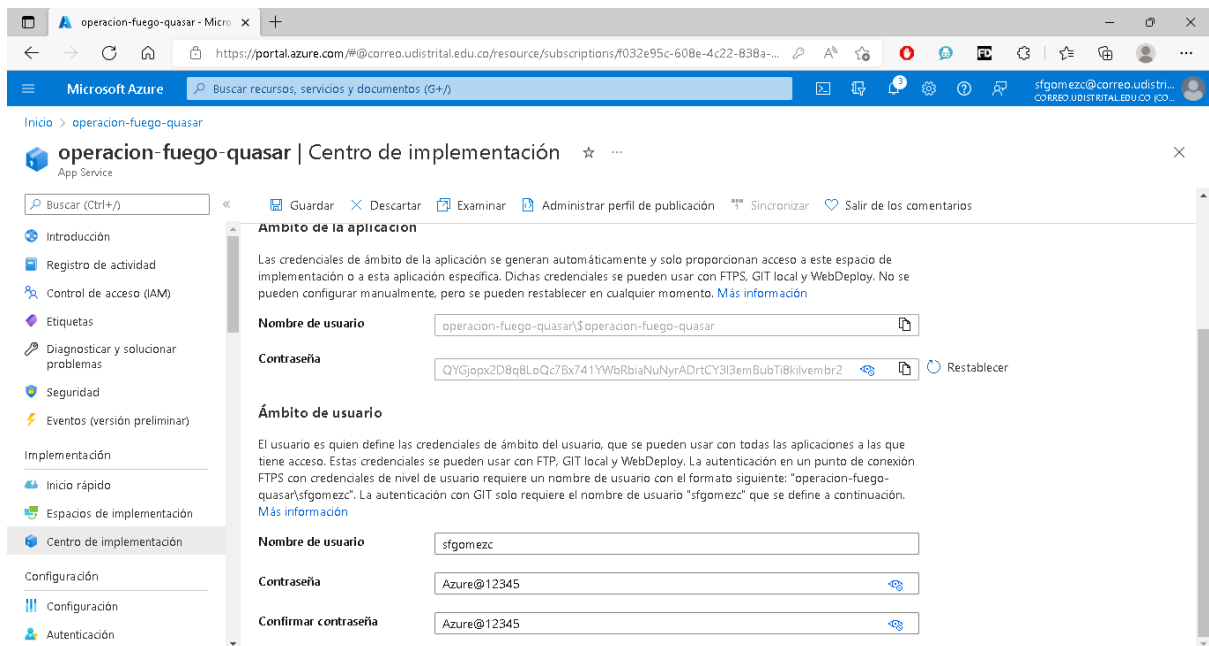 operacion-fuego-quasar - Micro
https://portal.azure.com/#@correo.udistrital.edu.co/resource/subscriptions/f032e95c-608e-4c22-838a-...
Microsoft Azure
Buscar recursos, servicios y documentos (G+/)
3
sfgomezc@correo.udistri...
CORREO.UDISTRITAL.EDU.CO (CO...
Inicio > operacion-fuego-quasar
operacion-fuego-quasar | Centro de implementación
App Service
Buscar (Ctrl+/)
Guardar
Descartar
Examinar
Administrar perfil de publicación
Sincronizar
Salir de los comentarios
Introducción
Registro de actividad
Control de acceso (IAM)
Etiquetas
Diagnosticar y solucionar
problemas
Seguridad
Eventos (versión preliminar)
Implementación
Inicio rápido
Espacios de implementación
Centro de implementación
Configuración
Configuración
Autenticación
Ámbito de la aplicación
Las credenciales de ámbito de la aplicación se generan automáticamente y solo proporcionan acceso a este espacio de
implementación o a esta aplicación específica. Dichas credenciales se pueden usar con FTPS, GIT local y WebDeploy. No se
pueden configurar manualmente, pero se pueden restablecer en cualquier momento. Más información
Nombre de usuario
operacion-fuego-quasar\$operacion-fuego-quasar
Contraseña
Restablecer
Ámbito de usuario
El usuario es quien define las credenciales de ámbito del usuario, que se pueden usar con todas las aplicaciones a las que
tiene acceso. Estas credenciales se pueden usar con FTP, GIT local y WebDeploy. La autenticación en un punto de conexión
FTPS con credenciales de nivel de usuario requiere un nombre de usuario con el formato siguiente: "operacion-fuego-
quasar\sfgomezc". La autenticación con GIT solo requiere el nombre de usuario "sfgomezc" que se define a continuación.
Más información
Nombre de usuario
sfgomezc
Contraseña
Azure@12345
Confirmar contraseña
Azure@12345